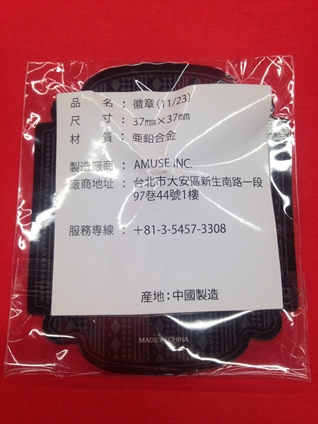 品　　名 : 徽章(11/23)
尺　　寸 : 37mm×37mm
材　　質 : 亜鉛合金
製造廠商 : AMUSE INC.
廠商地址 : 台北市大安區新生南路一段
97巷44號1樓
服務專線 : +81-3-5457-3308
産地:中國製造
MADE IN CHINA